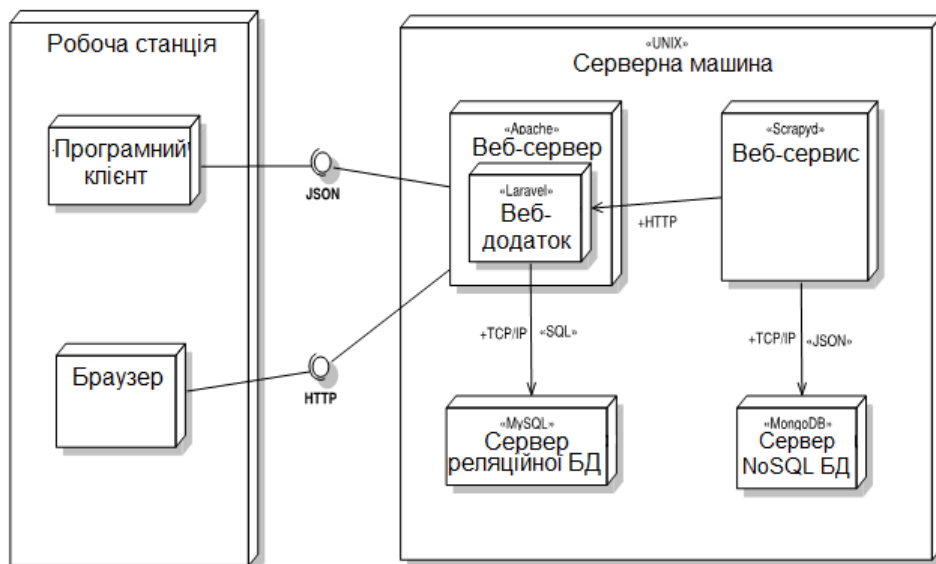 Робоча станція
Програмний
клієнт
Браузер
JSON
HTTP
«UNIX»
Серверна машина
«Apache»
Веб-сервер
«Laravel»
Веб-
додаток
«Scrapyd»
Веб-сервис
+HTTP
+TCP/IP «SQL»
+TCP/IP «JSON»
«MySQL»
Сервер
реляційної БД
«MongoDB»
Сервер
NoSQL БД